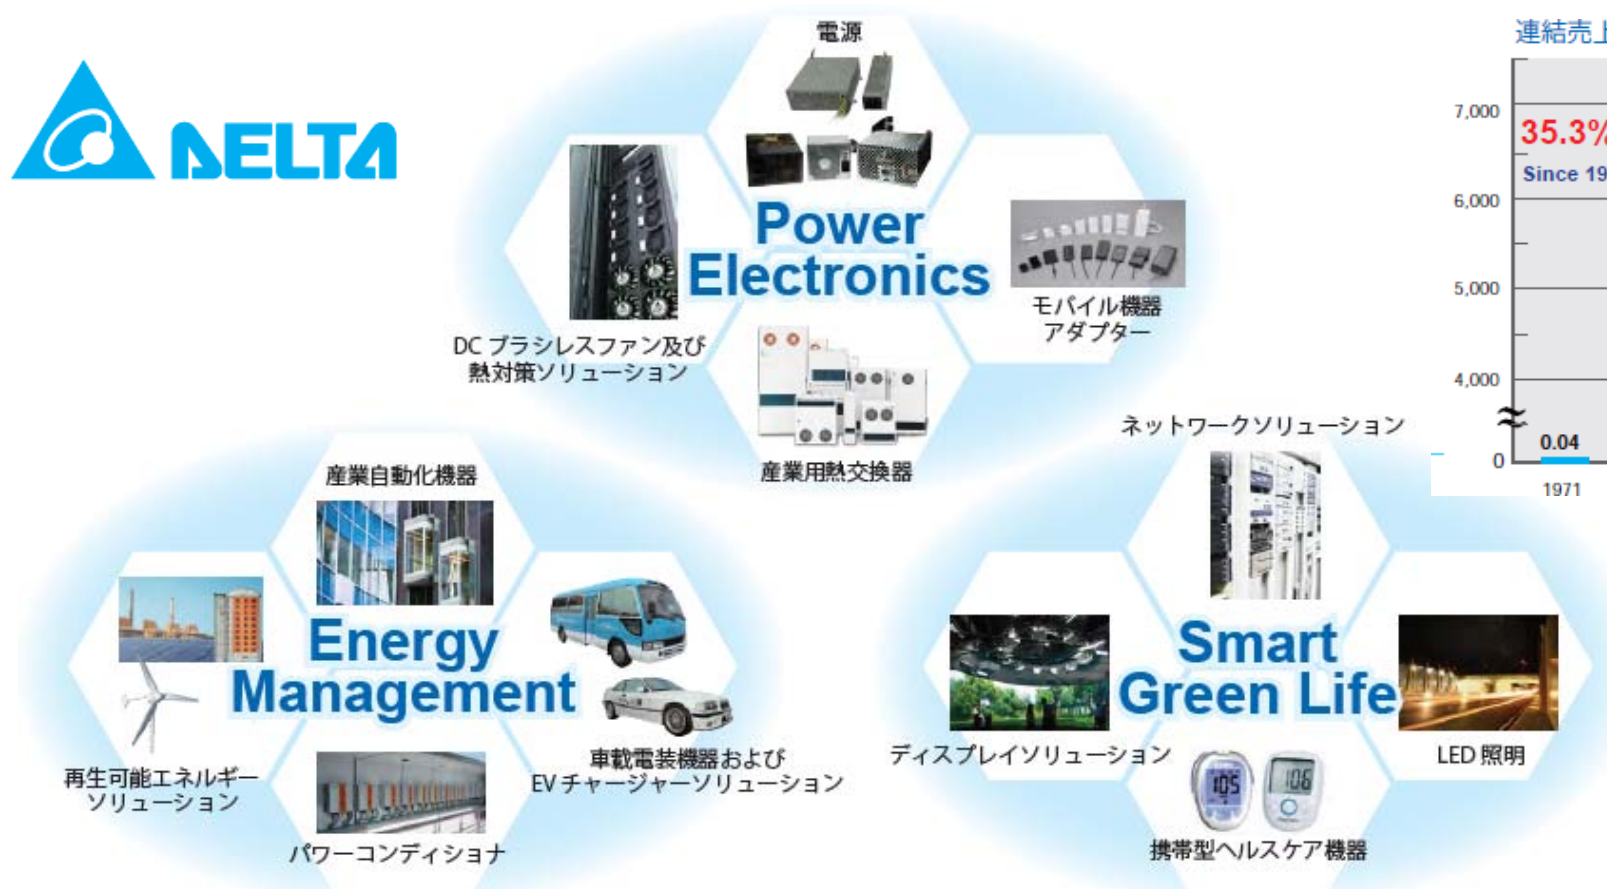 DELTA
電源
Power
Electronics
DC ブラシレスファン及び
熱対策ソリューション
モバイル機器
アダプター
産業用熱交換器
産業自動化機器
Energy
Management
再生可能エネルギー
ソリューション
車載電装機器および
EV チャージャーソリューション
パワーコンディショナ
ネットワークソリューション
Smart
Green Life
ディスプレイソリューション
LED 照明
105
106
携帯型ヘルスケア機器
連結売上
7,000
35.3%
Since 19
6,000
5,000
4,000
0.04
0
1971